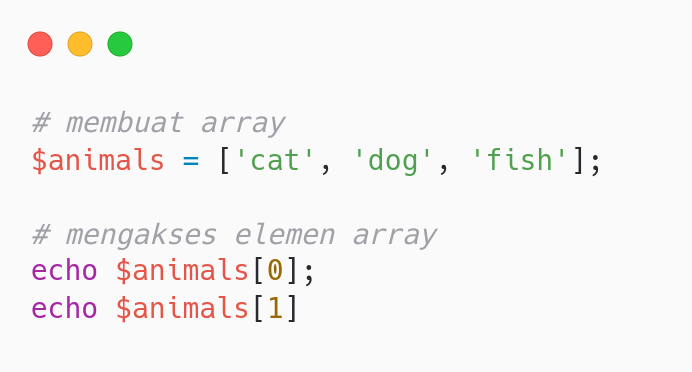 # membuat array
$animals = ['cat', 'dog', 'fish'];
# mengakses elemen array
echo $animals[0];
echo $animals[1]